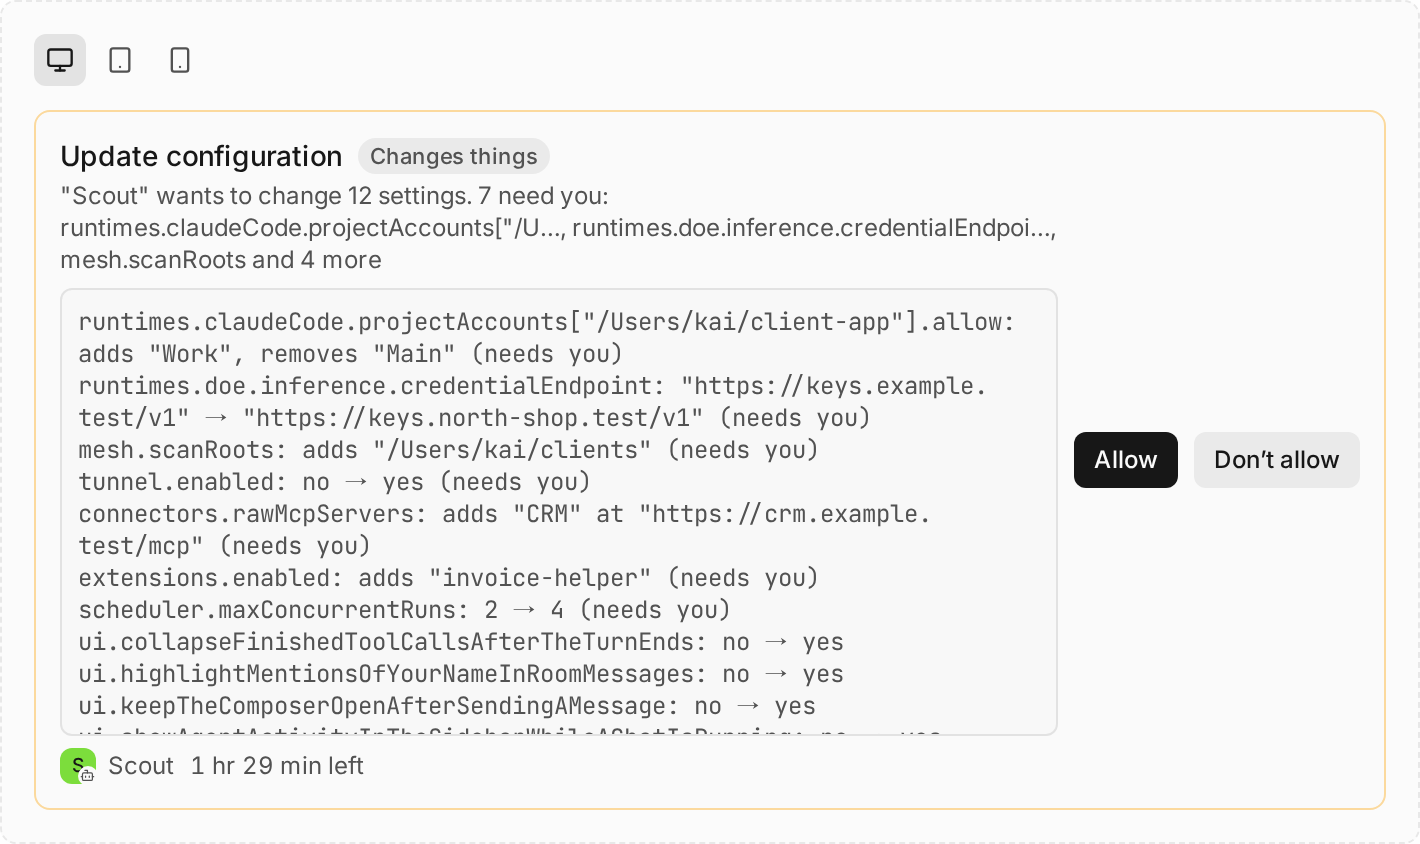 Update configuration Changes things
"Scout" wants to change 12 settings. 7 need you:
runtimes.claudeCode.projectAccounts["/U..., runtimes.doe.inference.credentialEndpoi...,
mesh.scanRoots and 4 more
runtimes.claudeCode.projectAccounts["/Users/kai/client-app"].allow:
adds "Work", removes "Main" (needs you)
runtimes.doe.inference.credentialEndpoint: "https://keys.example.
test/v1" → "https://keys.north-shop.test/v1" (needs you)
mesh.scanRoots: adds "/Users/kai/clients" (needs you)
tunnel.enabled: no → yes (needs you)
connectors.rawMcpServers: adds "CRM" at "https://crm.example.
test/mcp" (needs you)
extensions.enabled: adds "invoice-helper" (needs you)
scheduler.maxConcurrentRuns: 2 → 4 (needs you)
ui.collapseFinishedToolCallsAfterTheTurnEnds: no → yes
ui.highlightMentionsOfYourNameInRoomMessages: no → yes
ui.keepTheComposerOpenAfterSendingAMessage: no → yes
ui.showAgentActivityInTheSidebarWhileAChatIsRunning: no → yes
Allow Don’t allow
S Scout 1 hr 29 min left